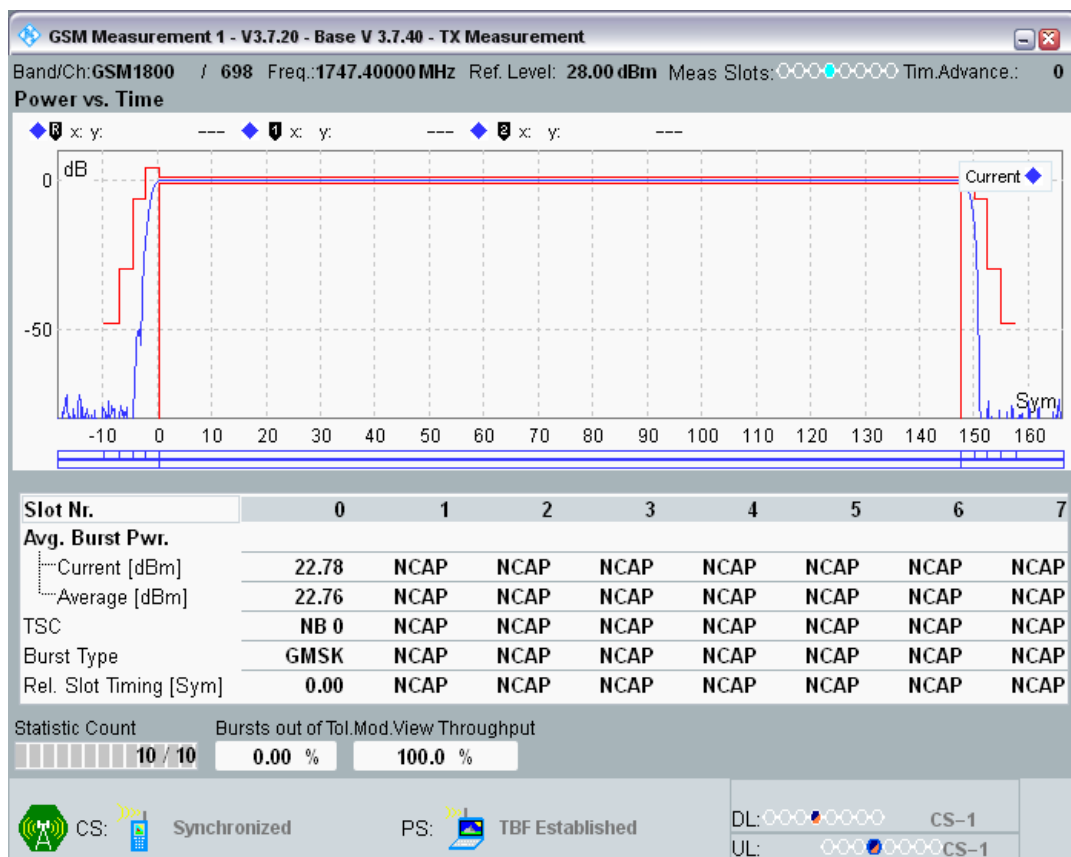 GSM Measurement 1 - V3.7.20 - Base V 3.7.40 - TX Measurement
Band/Ch:GSM1800 / 698 Freq.:1747.40000 MHz Ref. Level: 28.00 dBm Meas Slots: Tim.Advance.: 0
Power vs. Time
R x: y: --- 1 x: y: --- 2 x: y: ---
dB
Current
0
-50
Sym
-10 0 10 20 30 40 50 60 70 80 90 100 110 120 130 140 150 160
Slot Nr. 0 1 2 3 4 5 6 7
Avg. Burst Pwr.
Current [dBm] 22.78 NCAP NCAP NCAP NCAP NCAP NCAP NCAP
Average [dBm] 22.76 NCAP NCAP NCAP NCAP NCAP NCAP NCAP
TSC NB 0 NCAP NCAP NCAP NCAP NCAP NCAP NCAP
Burst Type GMSK NCAP NCAP NCAP NCAP NCAP NCAP NCAP
Rel. Slot Timing [Sym] 0.00 NCAP NCAP NCAP NCAP NCAP NCAP NCAP
Statistic Count Bursts out of Tol.Mod.View Throughput
10 / 10 0.00 % 100.0 %
CS: Synchronized PS: TBF Established
DL: CS-1
UL: CS-1